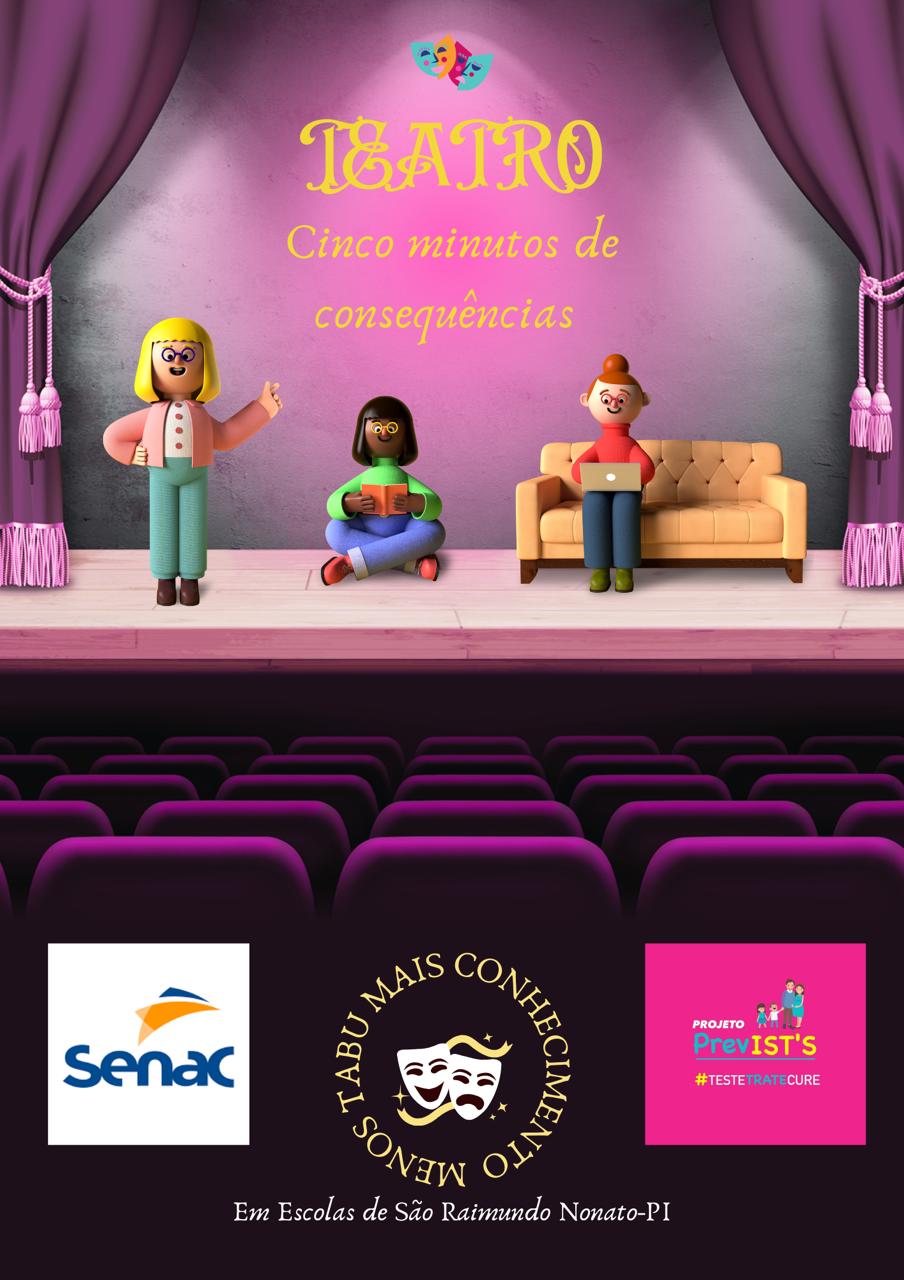 TEATRO
Cinco minutos de
consequências
Senac
MENOS TABU MAIS CONHECIMENTO
PROJETO
PrevIST'S
#TESTETRATECURE
Em Escolas de São Raimundo Nonato-PI